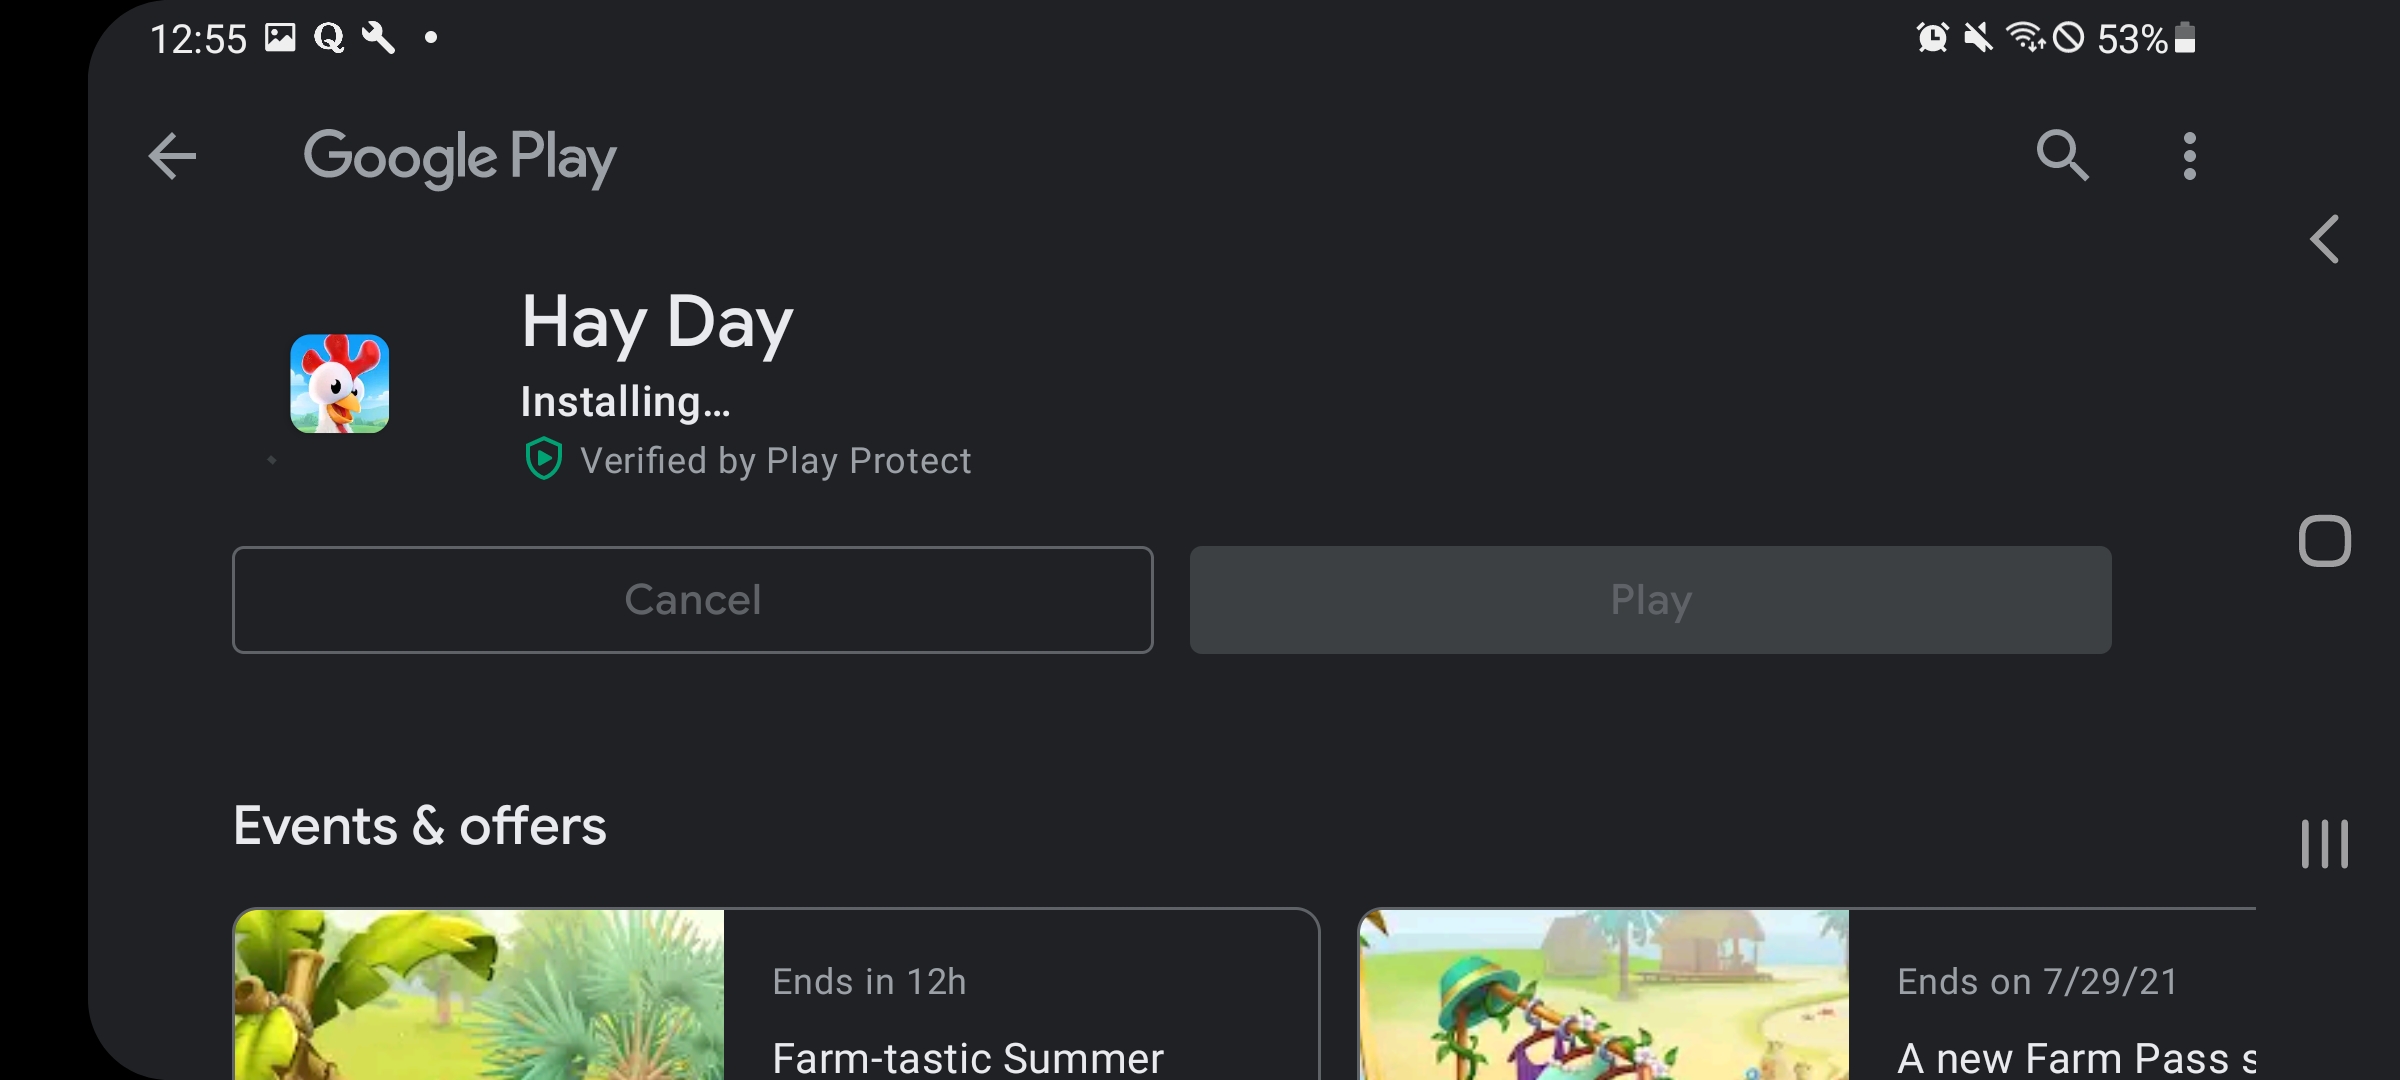 12:55
53%
Google Play
Hay Day
Installing...
Verified by Play Protect
Cancel
Play
Events & offers
Ends in 12h
Farm-tastic Summer
Ends on 7/29/21
A new Farm Pass s